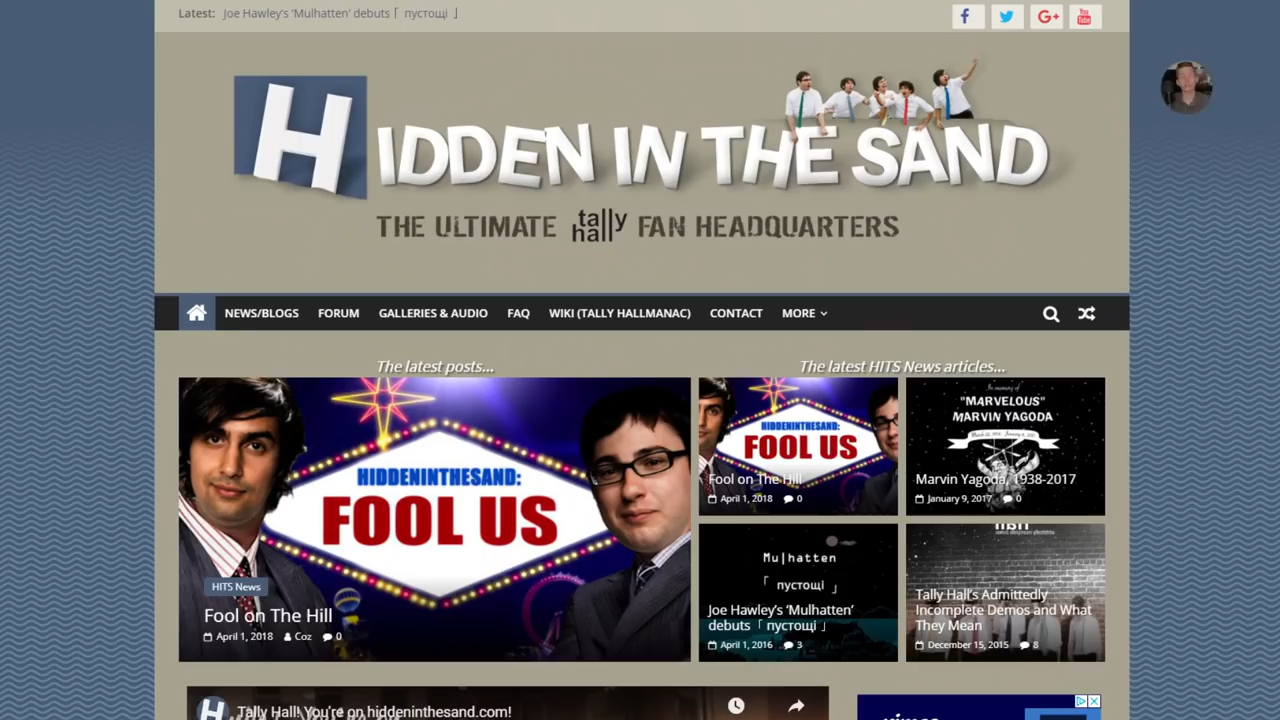 Latest: Joe Hawley's 'Mulhatten' debuts「 пустощі 」
HIDDEN IN THE SAND
THE ULTIMATE tally hall FAN HEADQUARTERS
NEWS/BLOGS FORUM GALLERIES & AUDIO FAQ WIKI (TALLY HALLMANAC) CONTACT MORE
The latest posts...
HIDDENINTHESAND:
FOOL US
HITS News
Fool on The Hill
April 1, 2018 Coz 0
The latest HITS News articles...
HIDDENINTHESAND:
FOOL US
Fool on The Hill
April 1, 2018 0
In memory of
"MARVELOUS"
MARVIN YAGODA
Marvin Yagoda, 1938-2017
January 9, 2017 0
Mu|hatten
「 пустощі 」
Joe Hawley's 'Mulhatten'
debuts「 пустощі 」
April 1, 2016 3
Tally Hall's Admittedly
Incomplete Demos and What
They Mean
December 15, 2015 8
H Tally Hall! You're on hiddeninthesand.com!